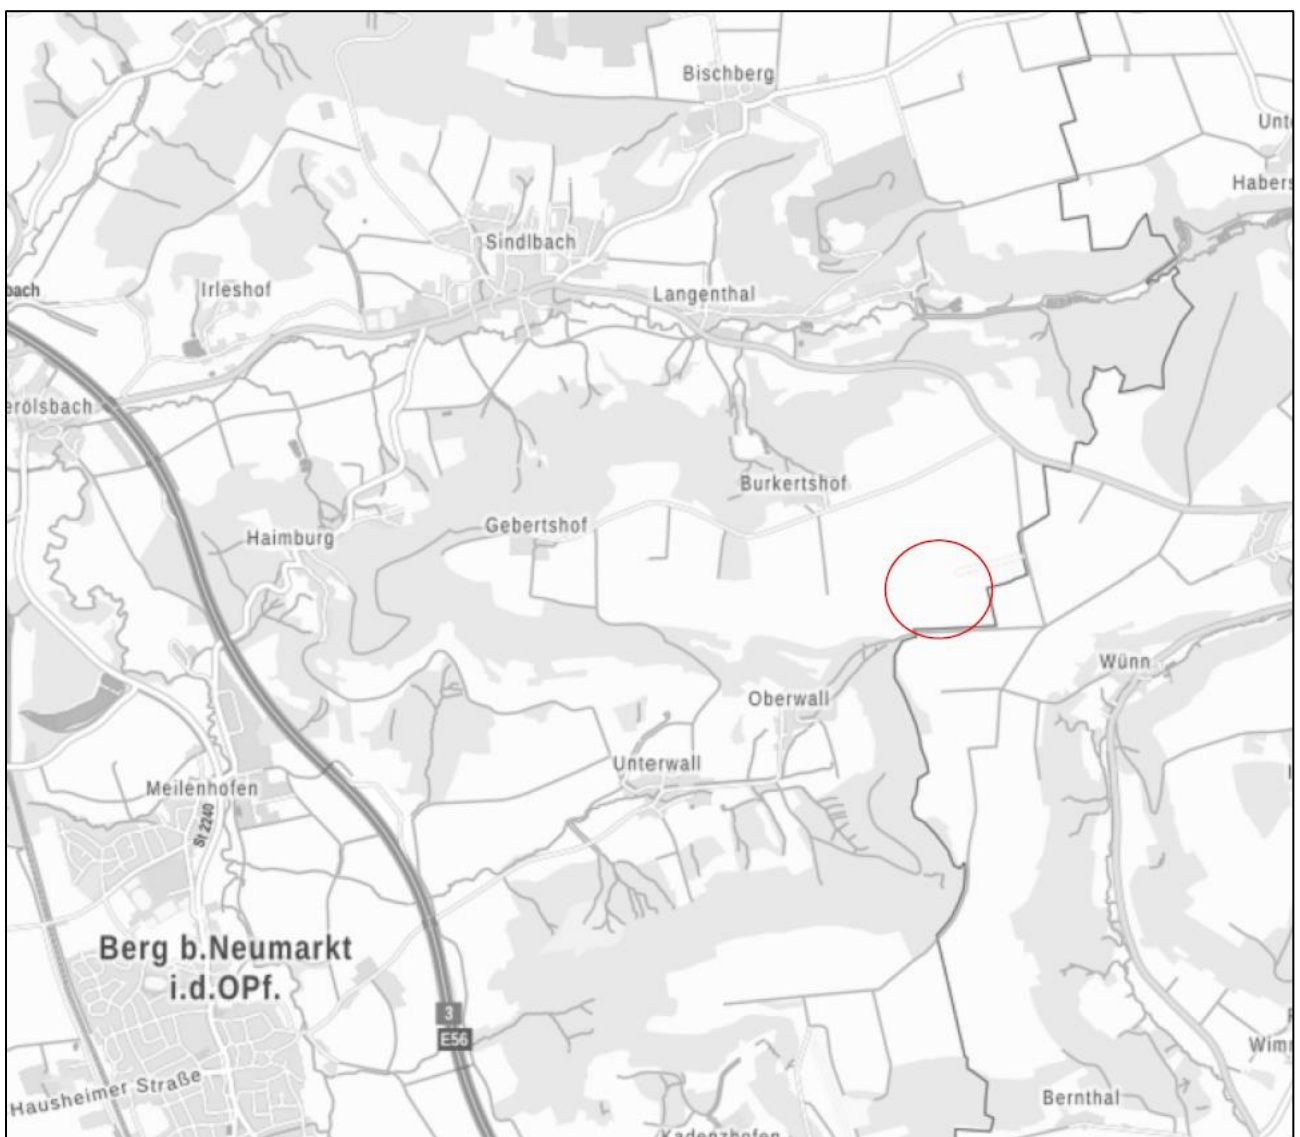 Bischberg
Unt
Habers
Sindlbach
bach
Irleshof
Langenthal
erölsbach
Burkertshof
Gebertshof
Haimburg
Wünn
Oberwall
Unterwall
Meilenhofen
St 2240
Berg b.Neumarkt
i.d.OPf.
3
E56
Wim
Hausheimer Straße
Bernthal
Kadenzhofen